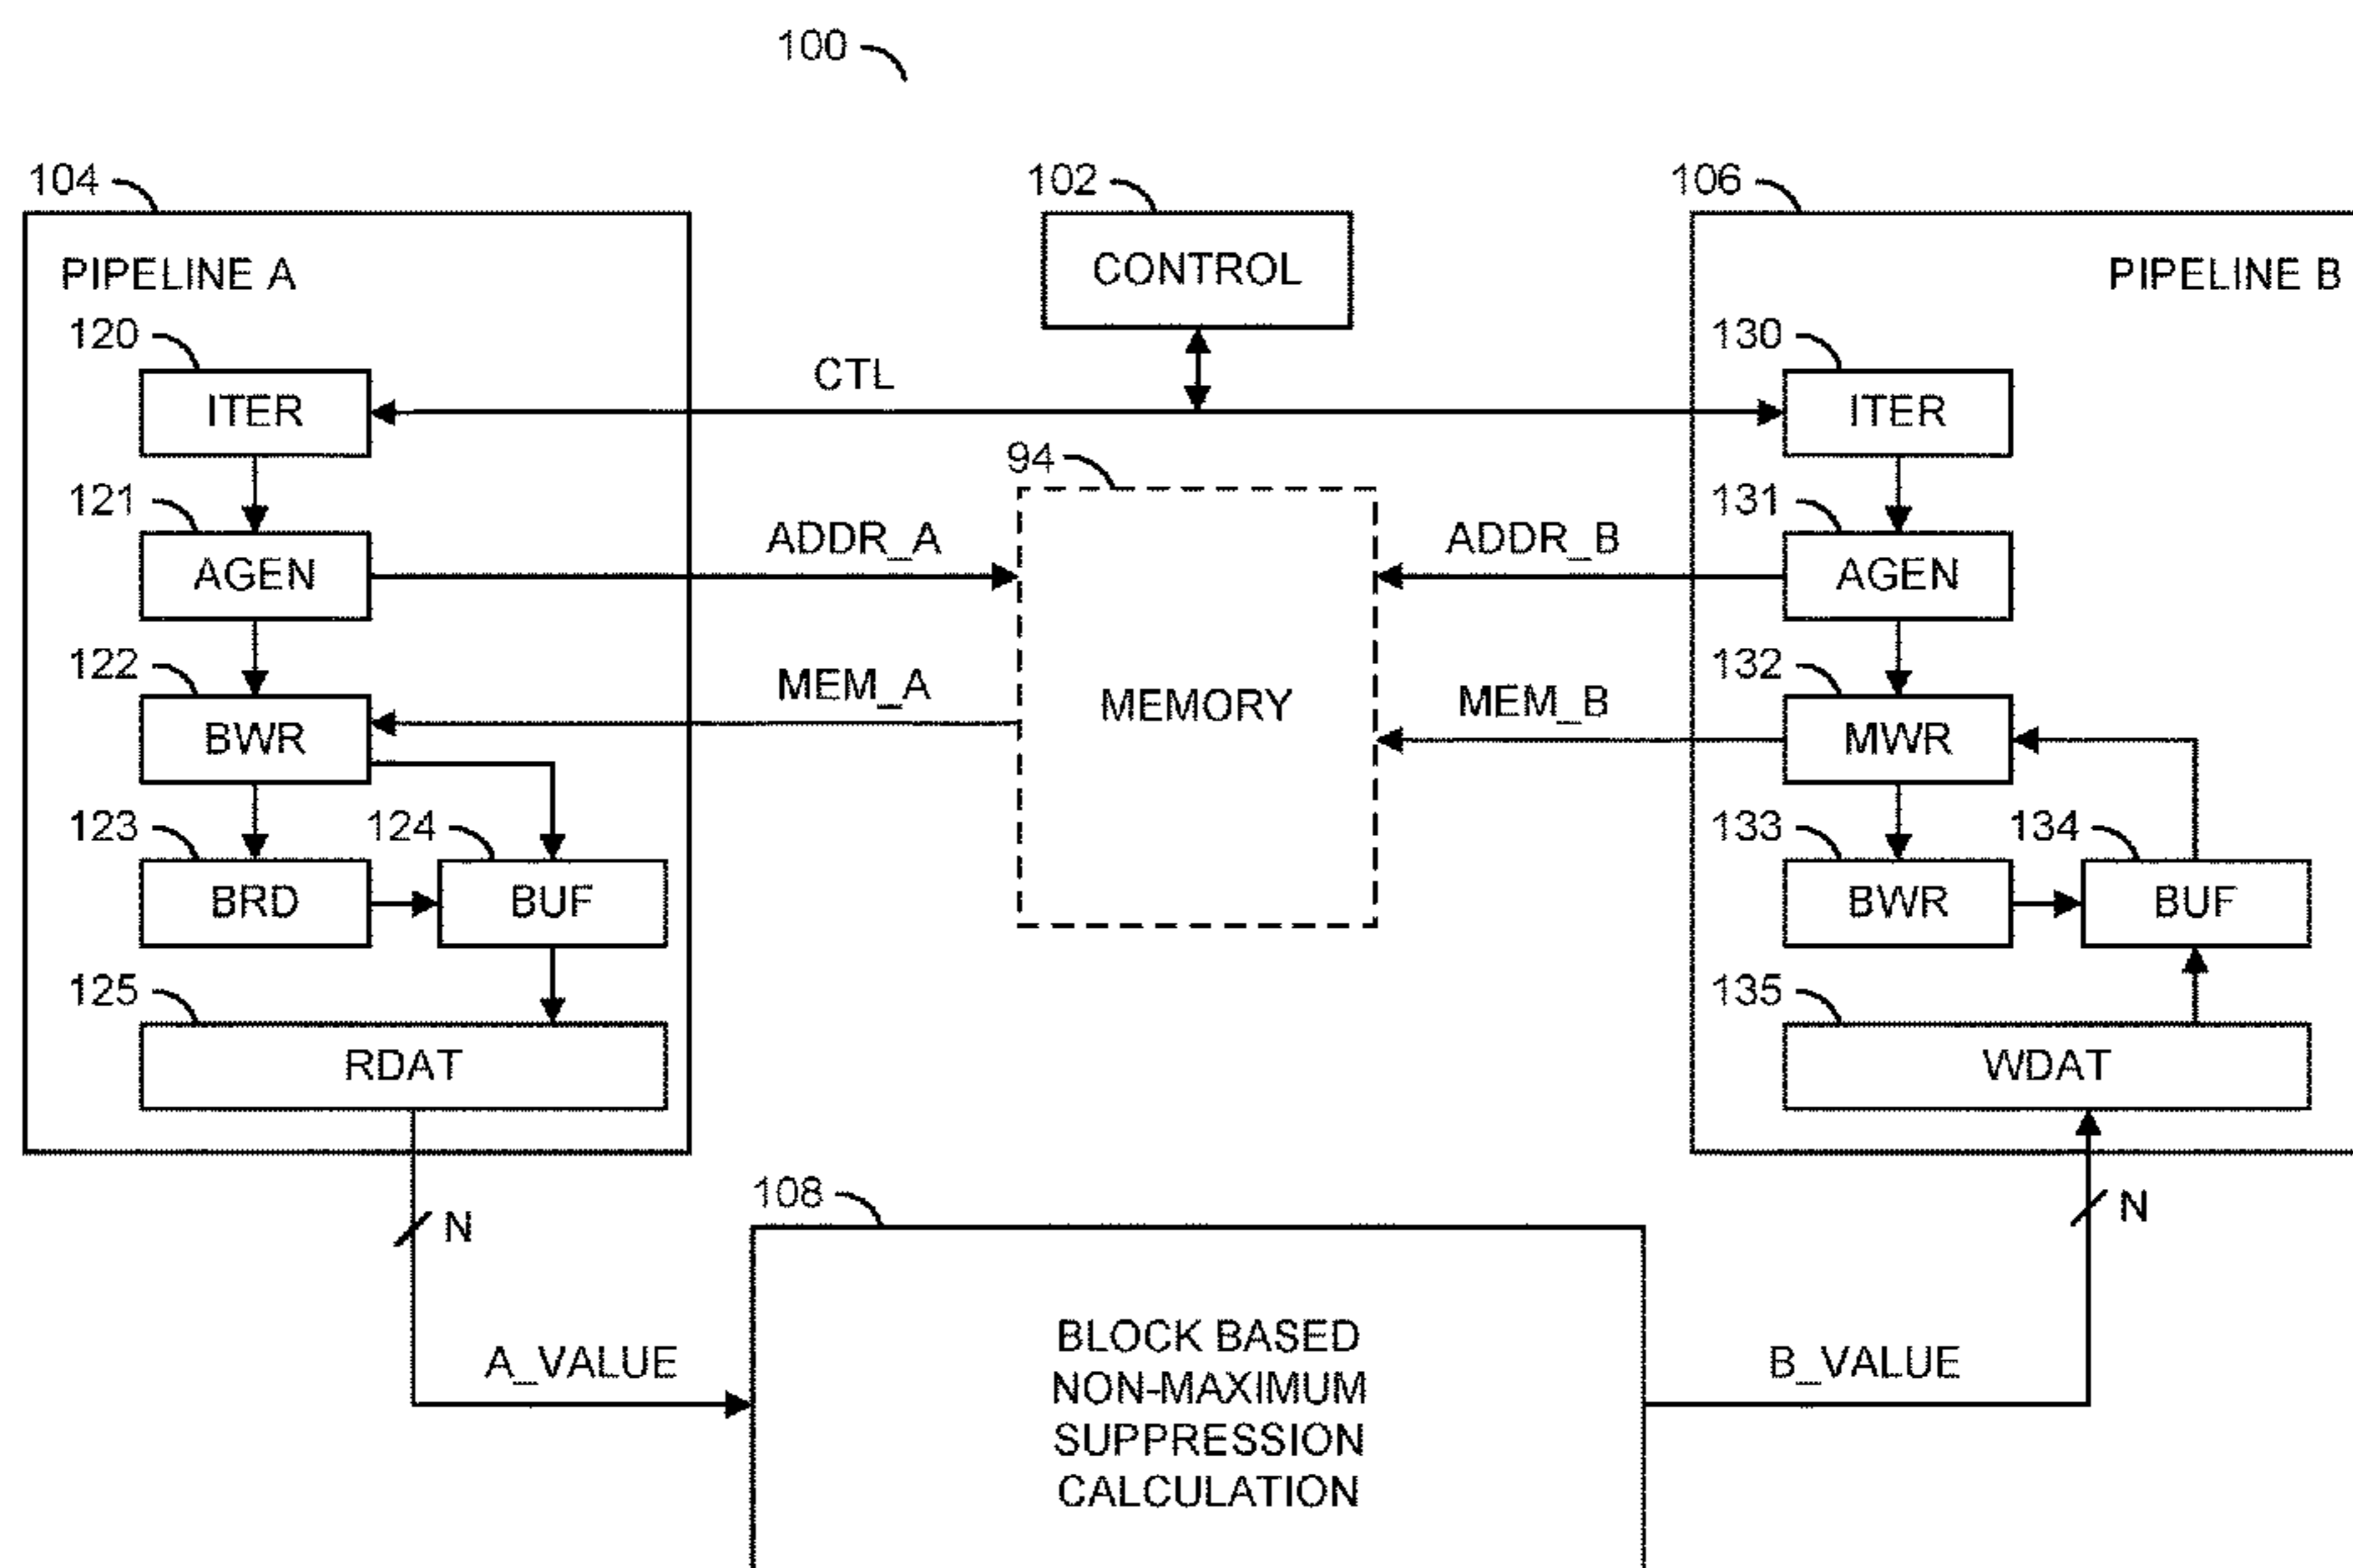 100
104
102
106
PIPELINE A
CONTROL
PIPELINE B
120
130
CTL
ITER
ITER
94
121
131
ADDR_A
ADDR_B
AGEN
AGEN
122
132
MEM_A
MEMORY
MEM_B
BWR
MWR
123
124
133
134
BRD
BUF
BWR
BUF
125
135
RDAT
WDAT
108
N
N
BLOCK BASED
NON-MAXIMUM
SUPPRESSION
CALCULATION
A_VALUE
B_VALUE